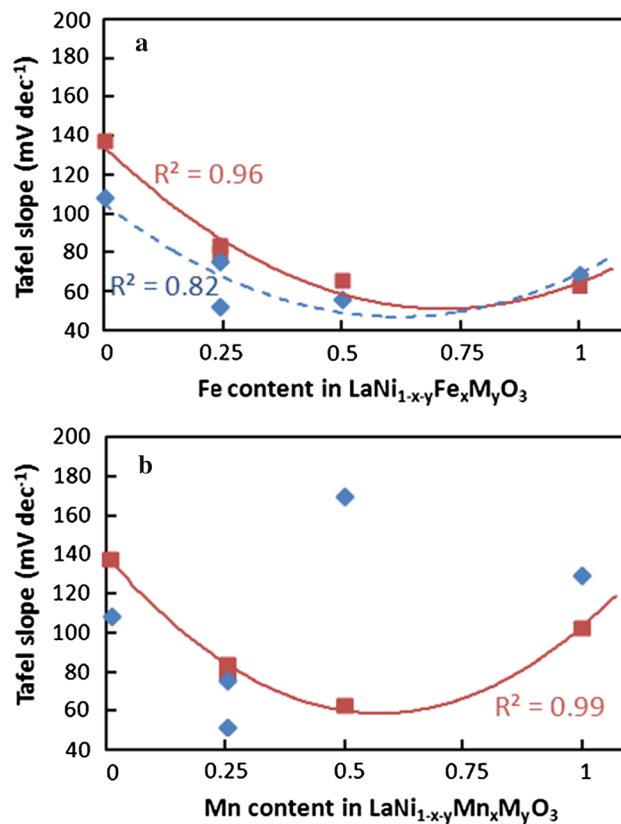 a
200
180
160
140
120
100
80
60
40
Tafel slope (mV dec⁻¹)
R² = 0.96
R² = 0.82
0 0.25 0.5 0.75 1
Fe content in LaNi₁₋ₓ₋ᵧFeₓMᵧO₃
b
200
180
160
140
120
100
80
60
40
Tafel slope (mV dec⁻¹)
R² = 0.99
0 0.25 0.5 0.75 1
Mn content in LaNi₁₋ₓ₋ᵧMnₓMᵧO₃